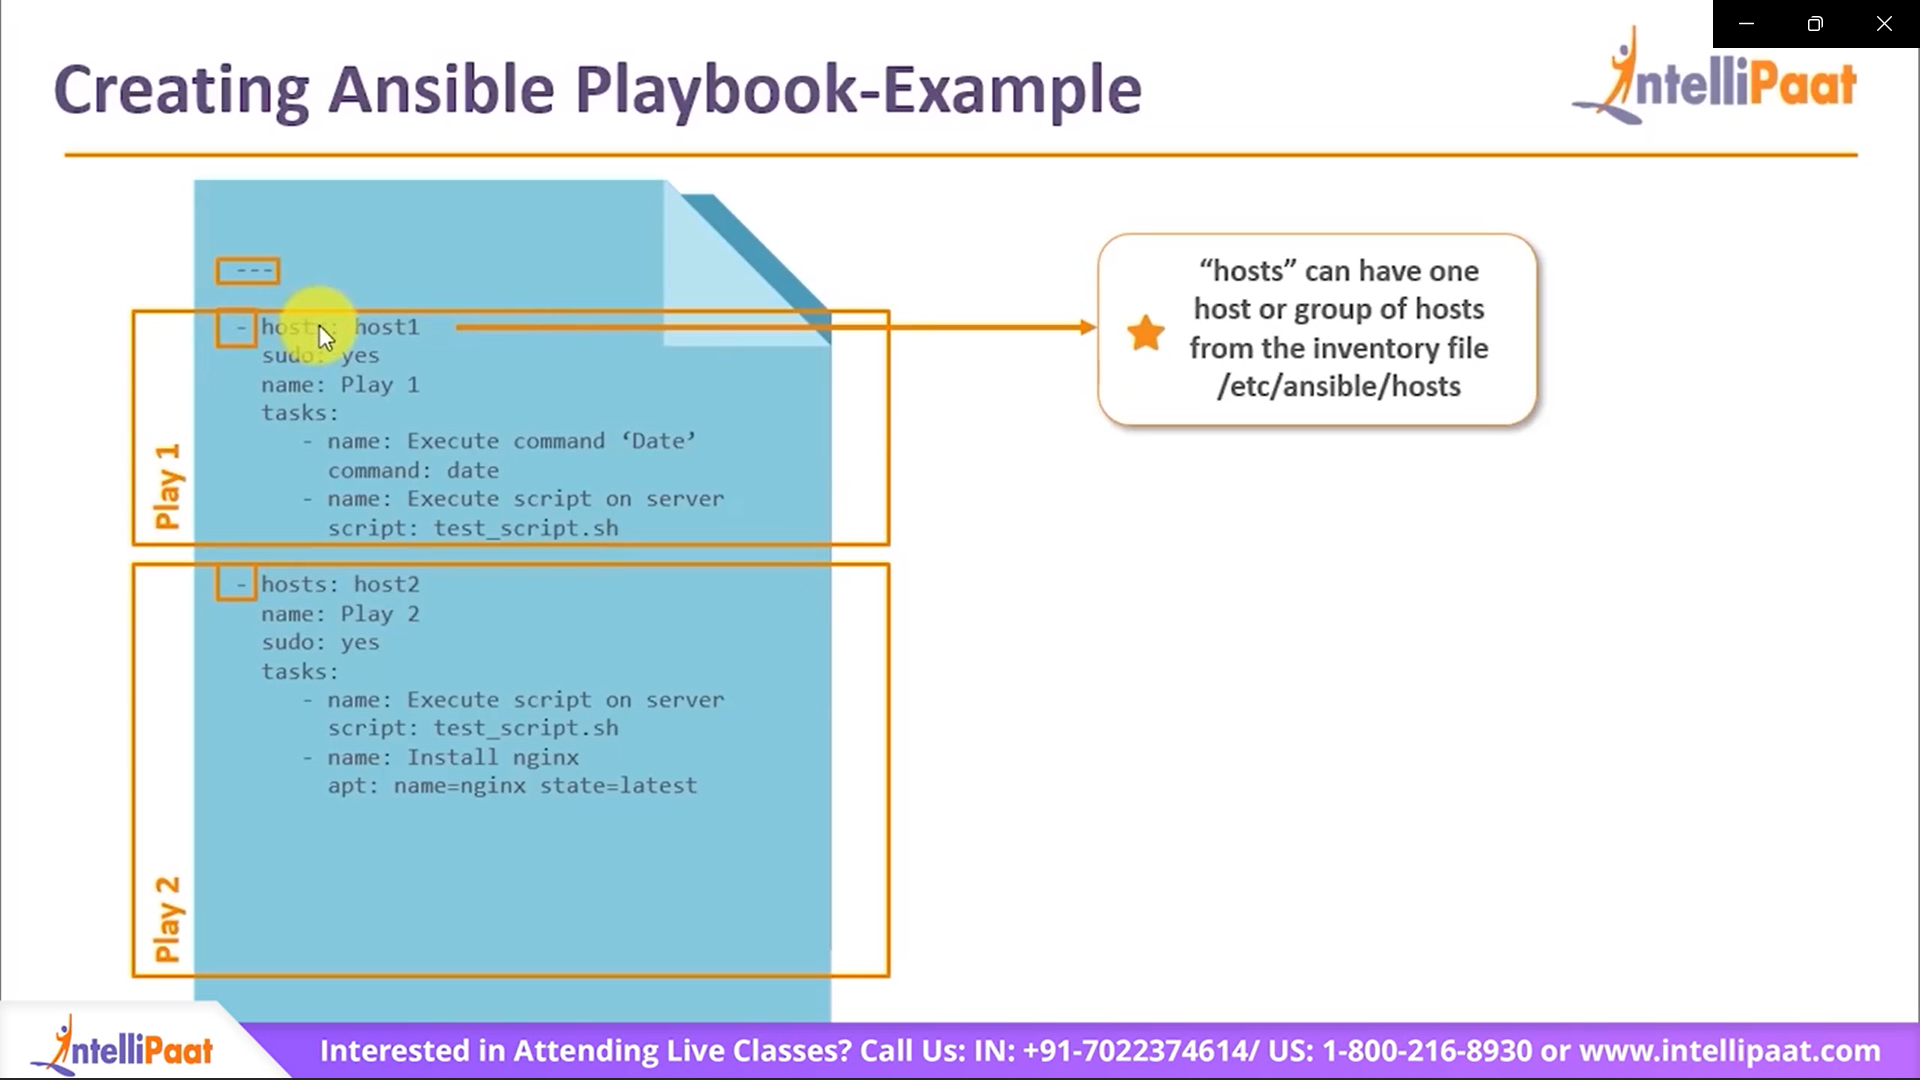 Creating Ansible Playbook-Example
IntelliPaat
---
- hosts: host1
sudo: yes
name: Play 1
tasks:
- name: Execute command ‘Date’
command: date
- name: Execute script on server
script: test_script.sh
Play 1
- hosts: host2
name: Play 2
sudo: yes
tasks:
- name: Execute script on server
script: test_script.sh
- name: Install nginx
apt: name=nginx state=latest
Play 2
“hosts” can have one
host or group of hosts
from the inventory file
/etc/ansible/hosts
IntelliPaat
Interested in Attending Live Classes? Call Us: IN: +91-7022374614/ US: 1-800-216-8930 or www.intellipaat.com